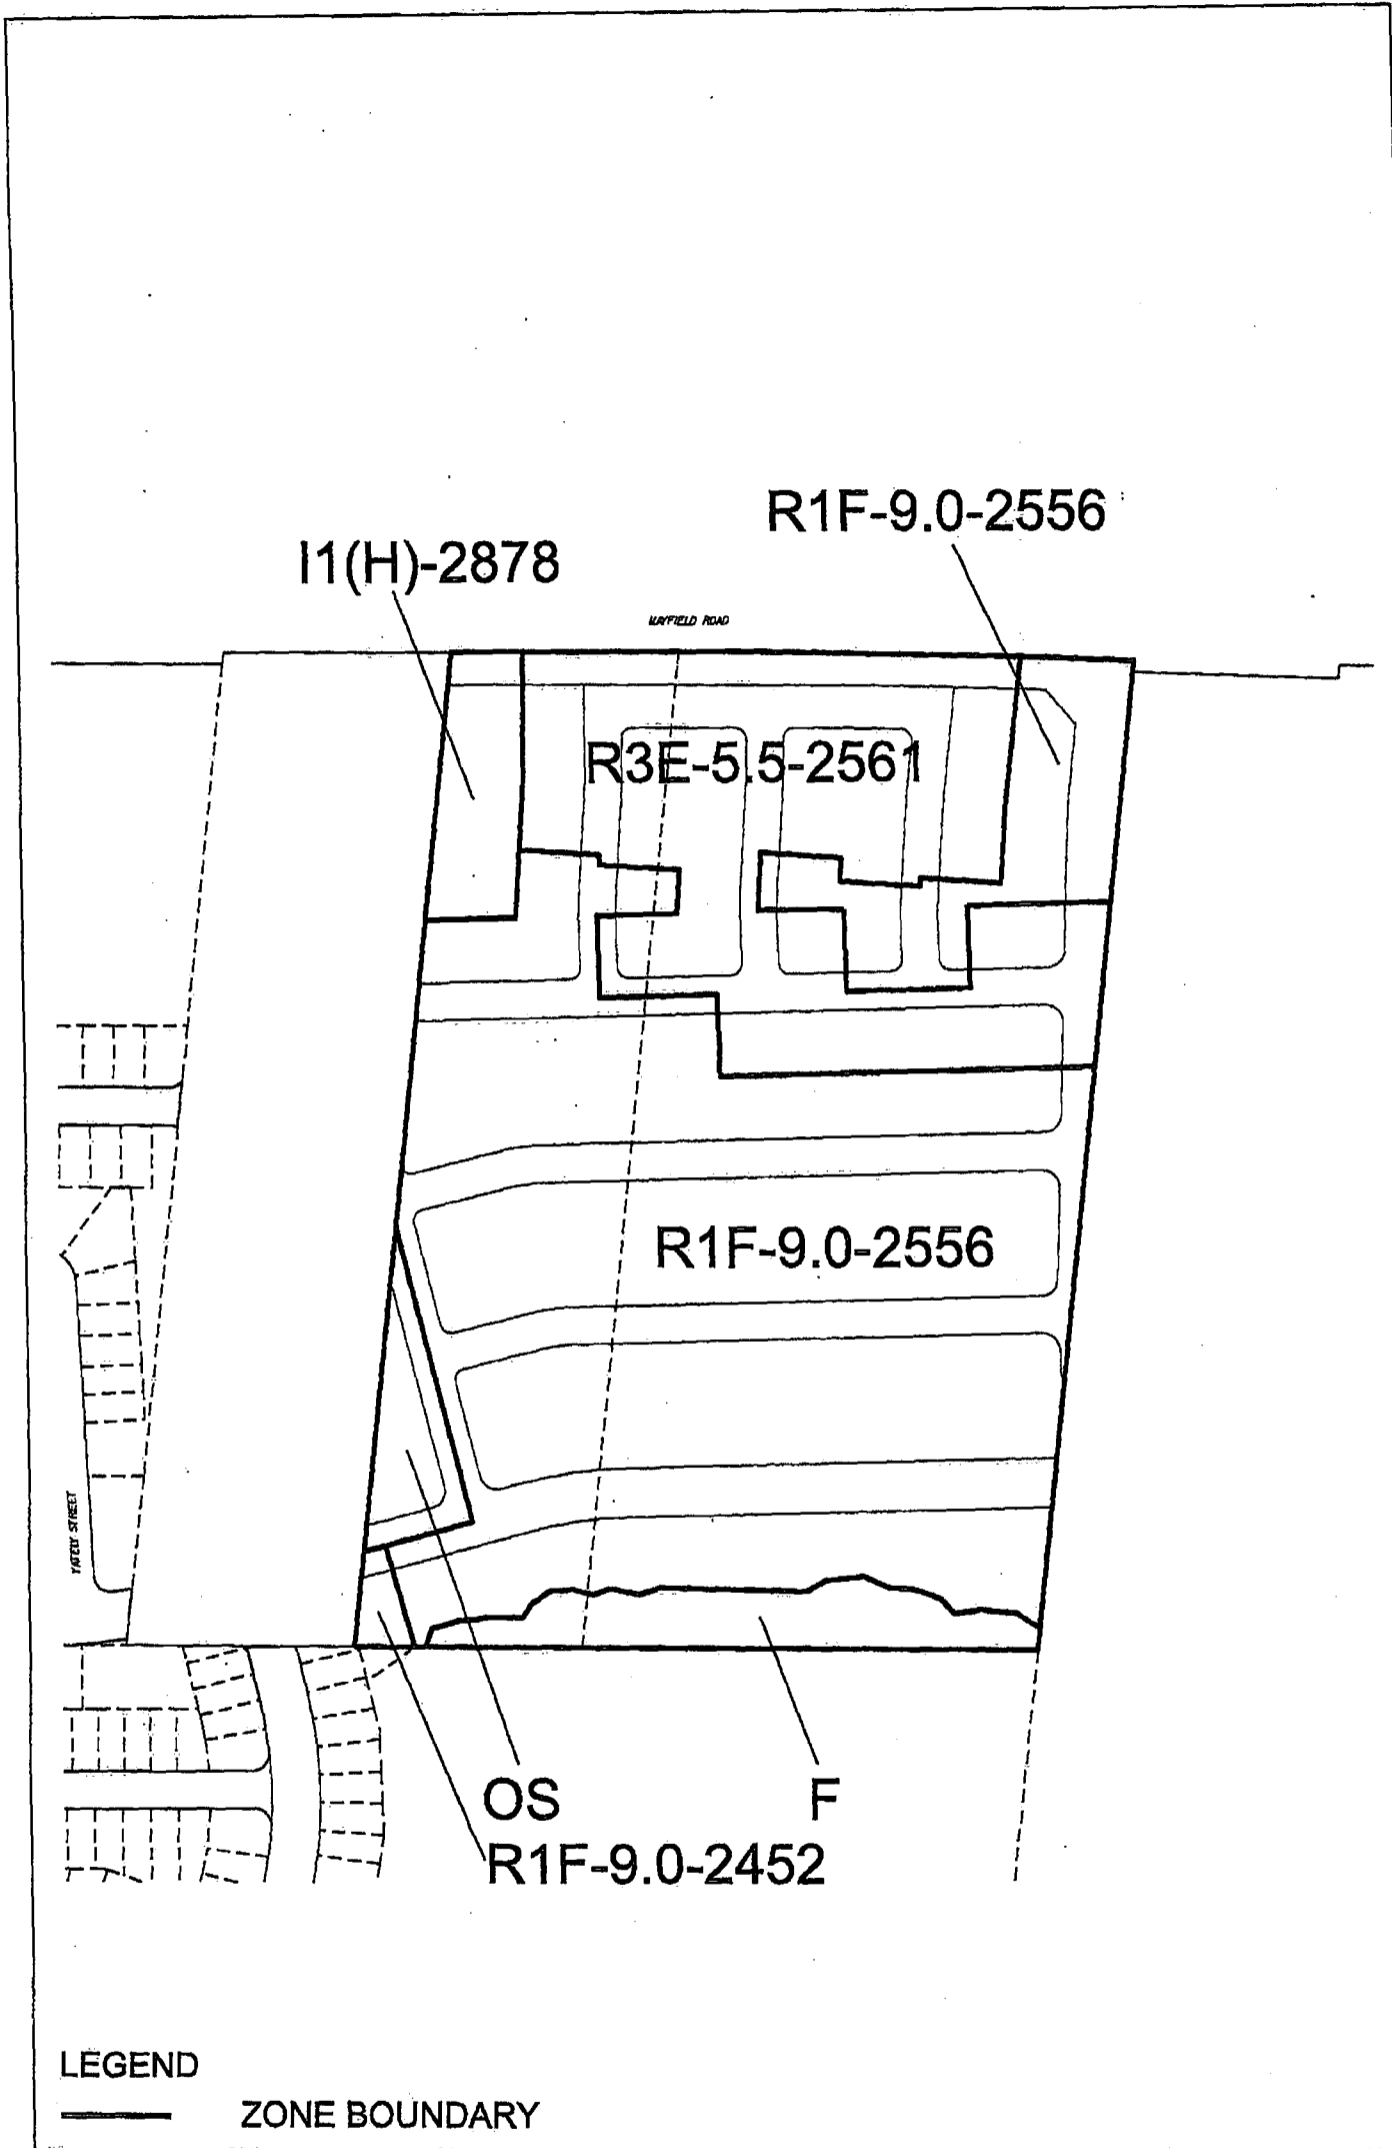 R1F-9.0-2556
I1(H)-2878
MAYFIELD ROAD
R3E-5.5-2561
R1F-9.0-2556
YATELY STREET
OS
F
R1F-9.0-2452
LEGEND
ZONE BOUNDARY